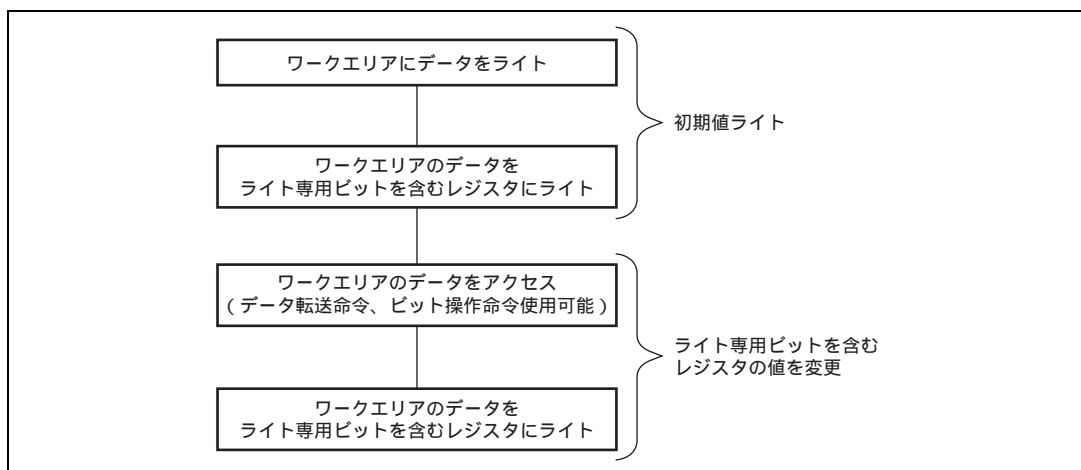 ワークエリアにデータをライト
初期値ライト
ワークエリアのデータを
ライト専用ビットを含むレジスタにライト
ワークエリアのデータをアクセス
(データ転送命令、ビット操作命令使用可能)
ライト専用ビットを含む
レジスタの値を変更
ワークエリアのデータを
ライト専用ビットを含むレジスタにライト